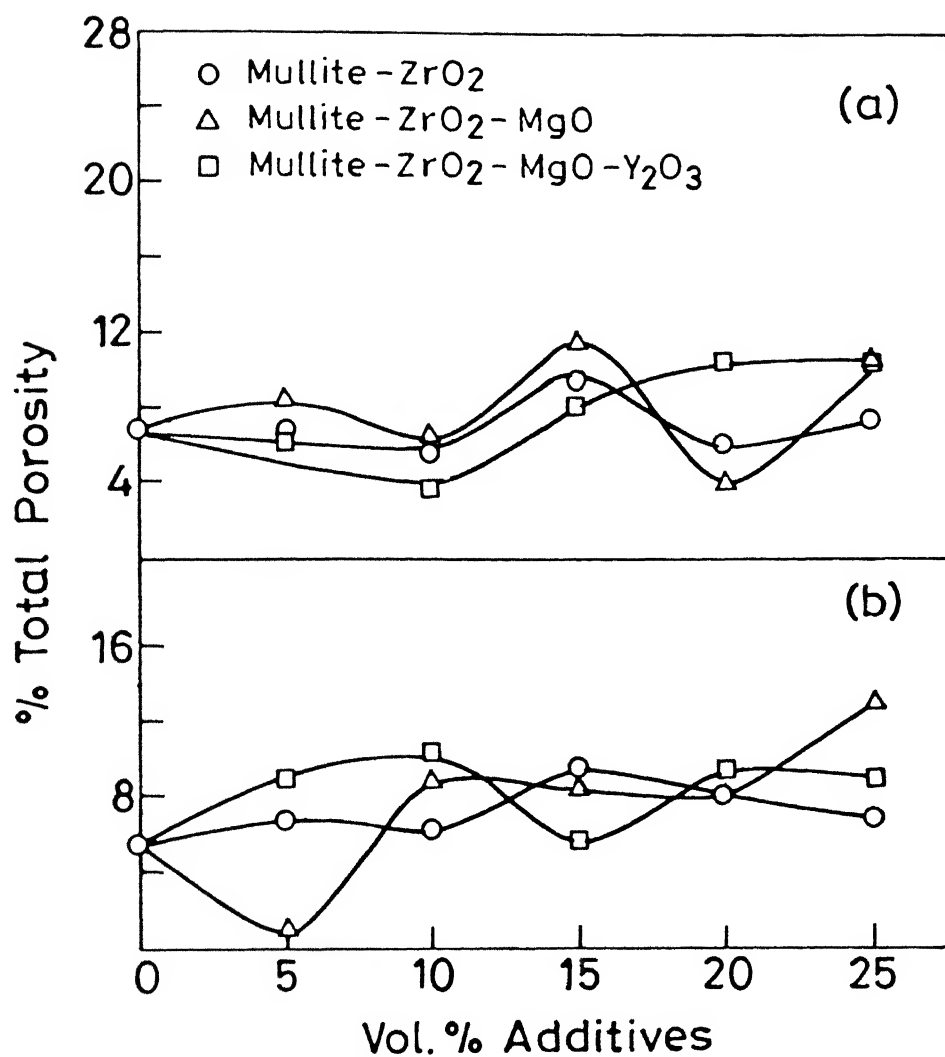 28
○ Mullite-ZrO₂
△ Mullite-ZrO₂-MgO
□ Mullite-ZrO₂-MgO-Y₂O₃
(a)
20
12
4
% Total Porosity
(b)
16
8
0 5 10 15 20 25
Vol.% Additives